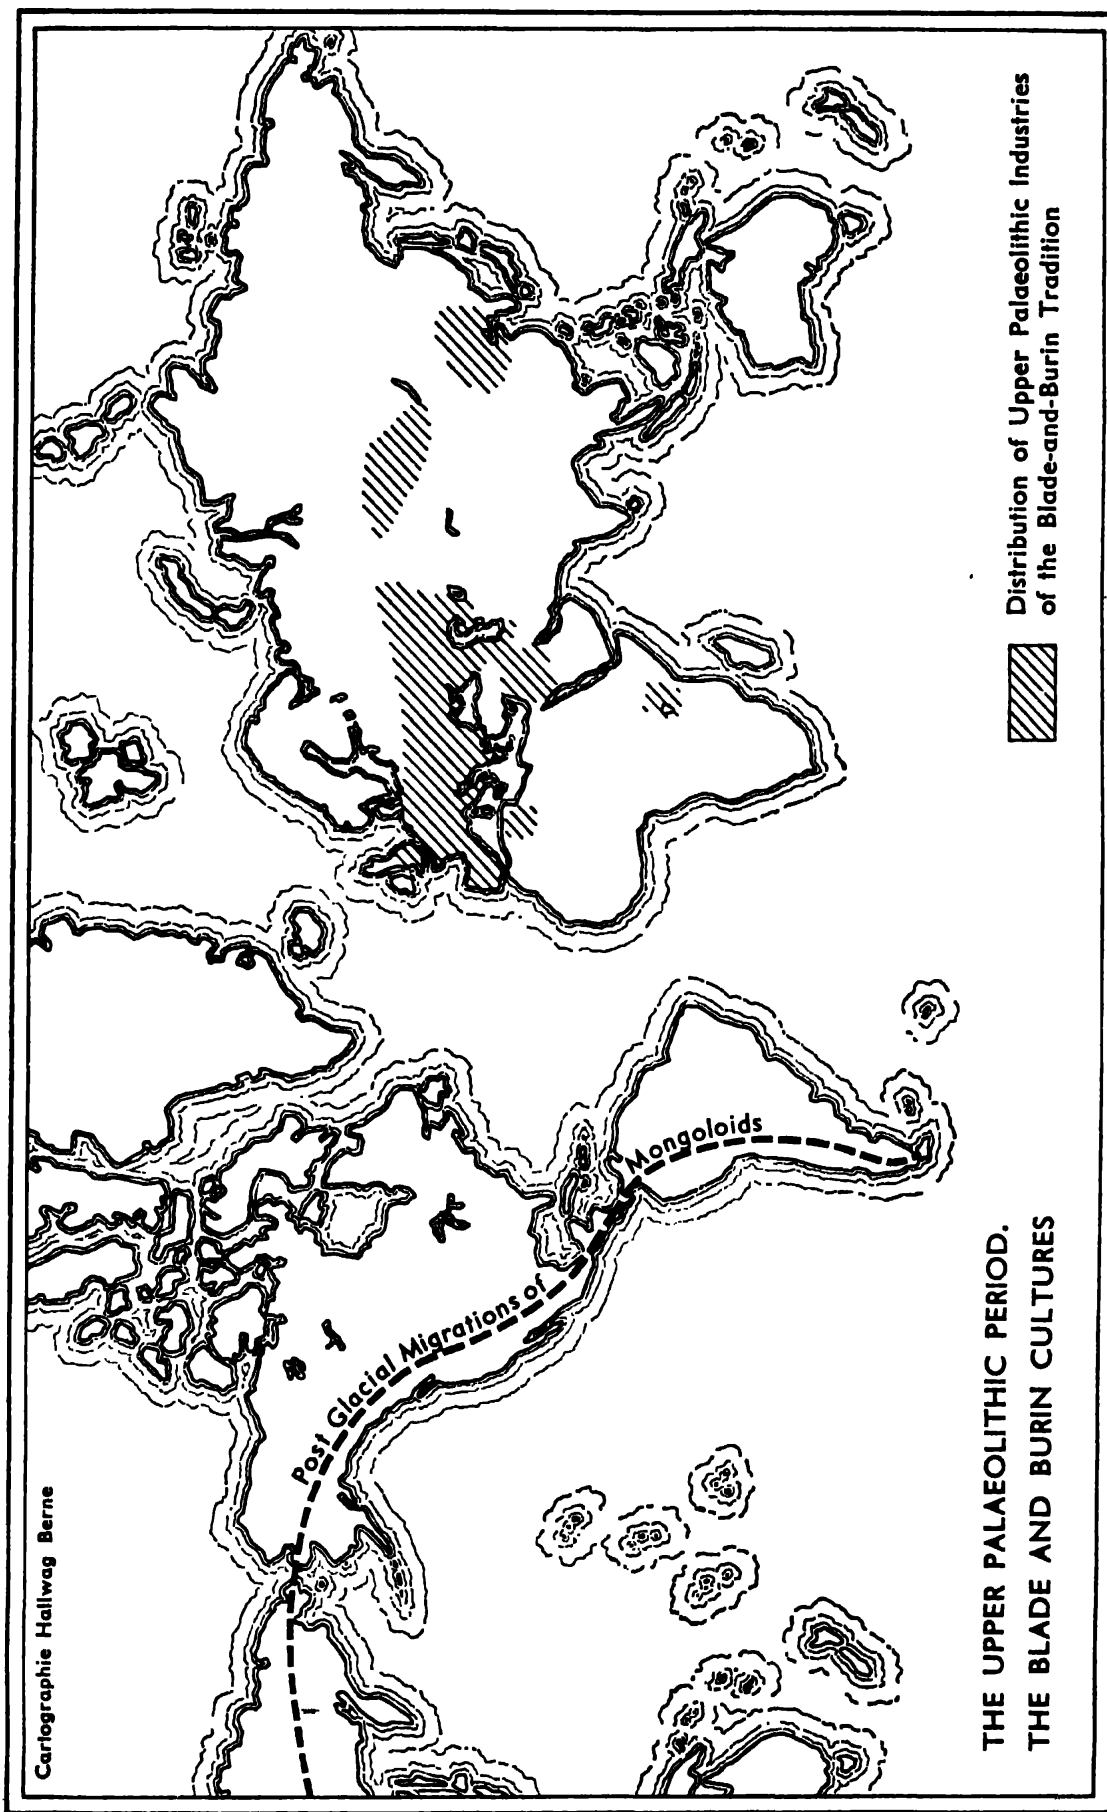 Cartographie Hallwag Berne
Post Glacial Migrations of Mongoloids
THE UPPER PALAEOLITHIC PERIOD.
THE BLADE AND BURIN CULTURES
Distribution of Upper Palaeolithic Industries
of the Blade-and-Burin Tradition